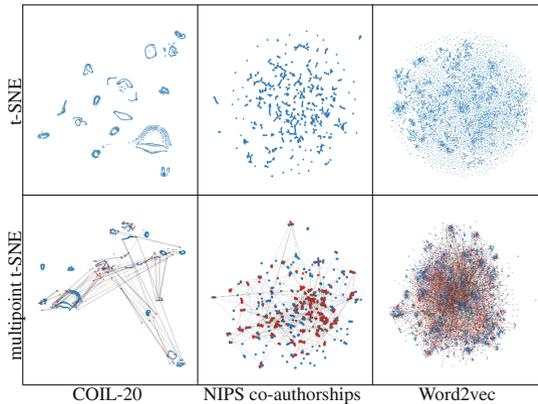 t-SNE
multipoint t-SNE
COIL-20
NIPS co-authorships
Word2vec